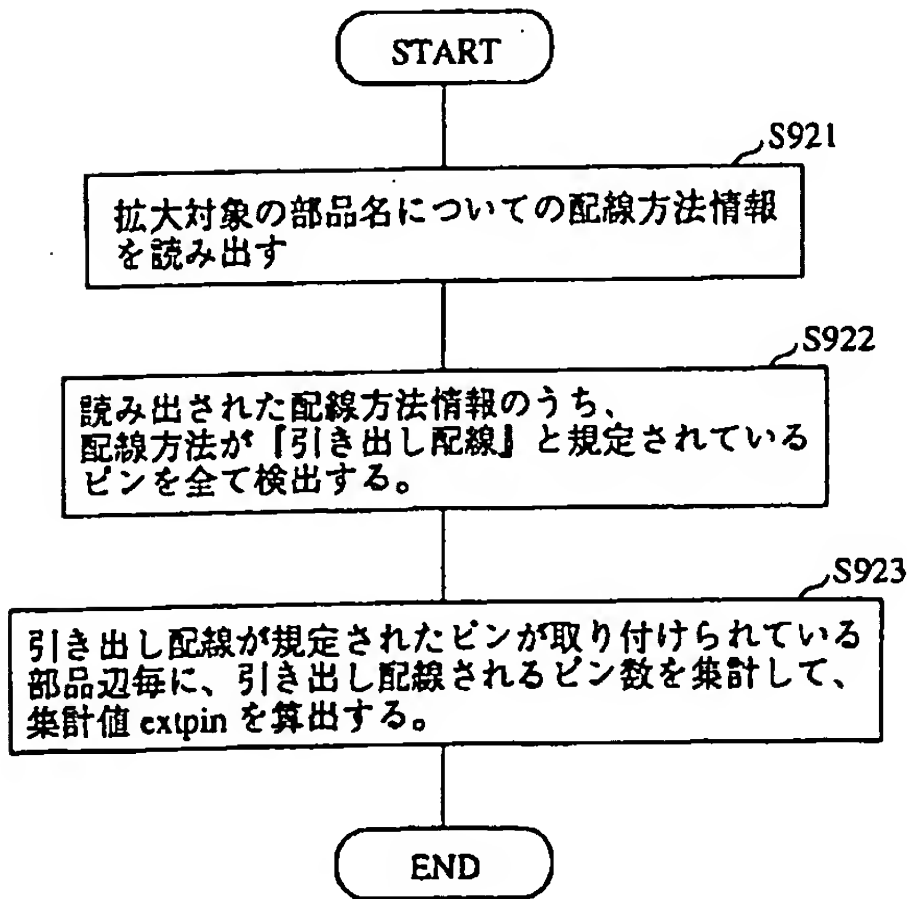 START
S921
拡大対象の部品名についての配線方法情報
を読み出す
S922
読み出された配線方法情報のうち、
配線方法が『引き出し配線』と規定されている
ピンを全て検出する。
S923
引き出し配線が規定されたピンが取り付けられている
部品辺毎に、引き出し配線されるピン数を集計して、
集計値 extpin を算出する。
END